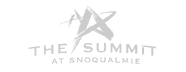 THE SUMMIT
AT SNOQUALMIE